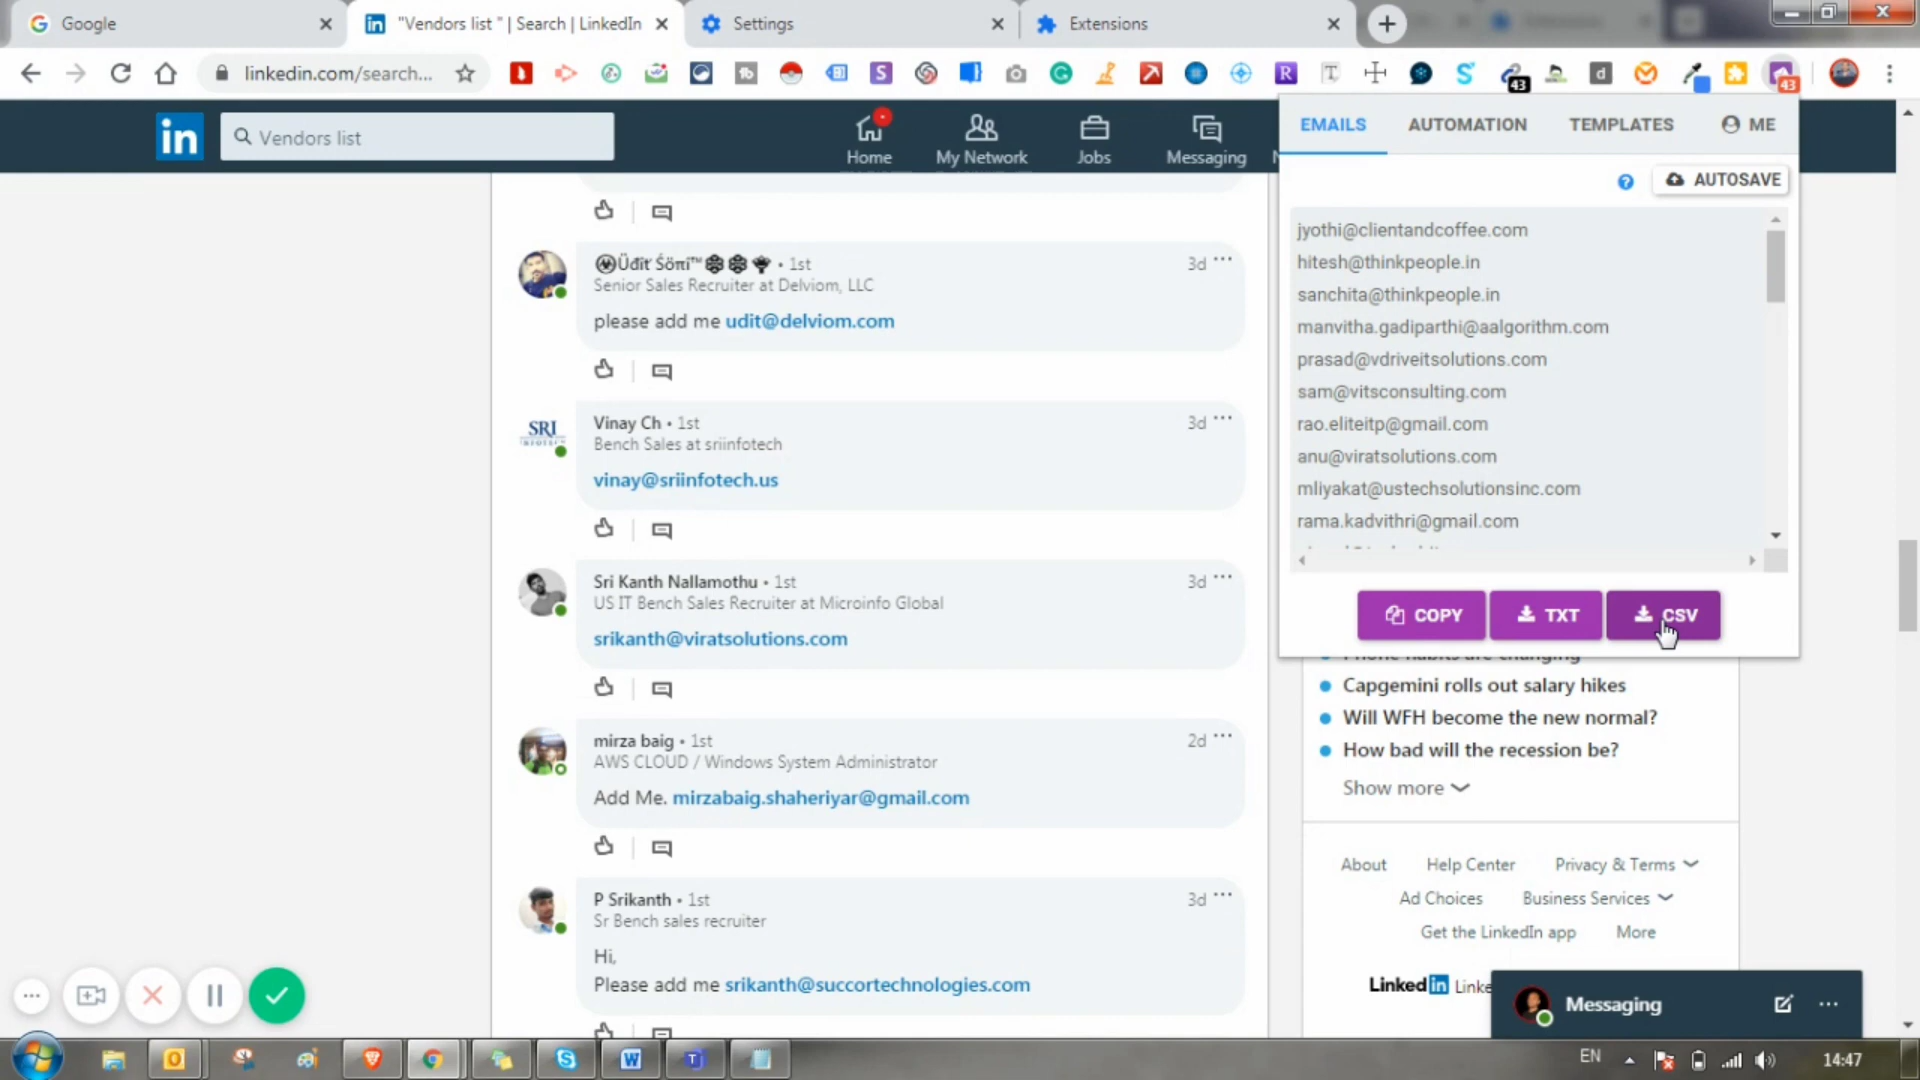 Google
"Vendors list " | Search | LinkedIn
Settings
Extensions
linkedin.com/search...
43
43
Vendors list
Home
My Network
Jobs
Messaging
EMAILS
AUTOMATION
TEMPLATES
ME
AUTOSAVE
jyothi@clientandcoffee.com
hitesh@thinkpeople.in
sanchita@thinkpeople.in
manvitha.gadiparthi@aalgorithm.com
prasad@vdriveitsolutions.com
sam@vitsconsulting.com
rao.eliteitp@gmail.com
anu@viratsolutions.com
mliyakat@ustechsolutionsinc.com
rama.kadvithri@gmail.com
COPY
TXT
CSV
• 1st
3d
Senior Sales Recruiter at Delviom, LLC
please add me udit@delviom.com
Vinay Ch • 1st
3d
Bench Sales at sriinfotech
vinay@sriinfotech.us
Sri Kanth Nallamothu • 1st
3d
US IT Bench Sales Recruiter at Microinfo Global
srikanth@viratsolutions.com
mirza baig • 1st
2d
AWS CLOUD / Windows System Administrator
Add Me. mirzabaig.shaheriyar@gmail.com
P Srikanth • 1st
3d
Sr Bench sales recruiter
Hi,
Please add me srikanth@succortechnologies.com
Capgemini rolls out salary hikes
Will WFH become the new normal?
How bad will the recession be?
Show more
About
Help Center
Privacy & Terms
Ad Choices
Business Services
Get the LinkedIn app
More
Linked in Linke
Messaging
EN
14:47